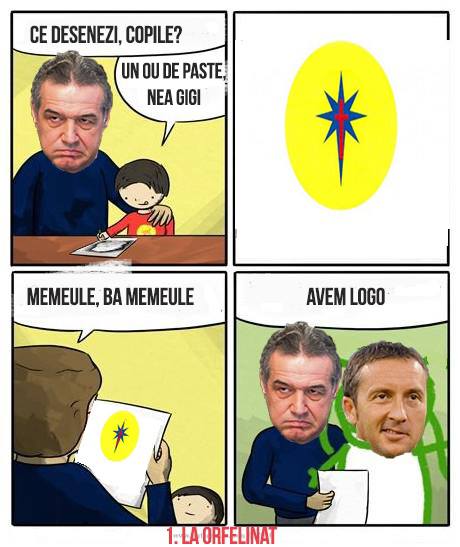 CE DESENEZI, COPILE?
UN OU DE PASTE,
NEA GIGI
MEMEULE, BA MEMEULE
AVEM LOGO
1. LA ORFELINAT